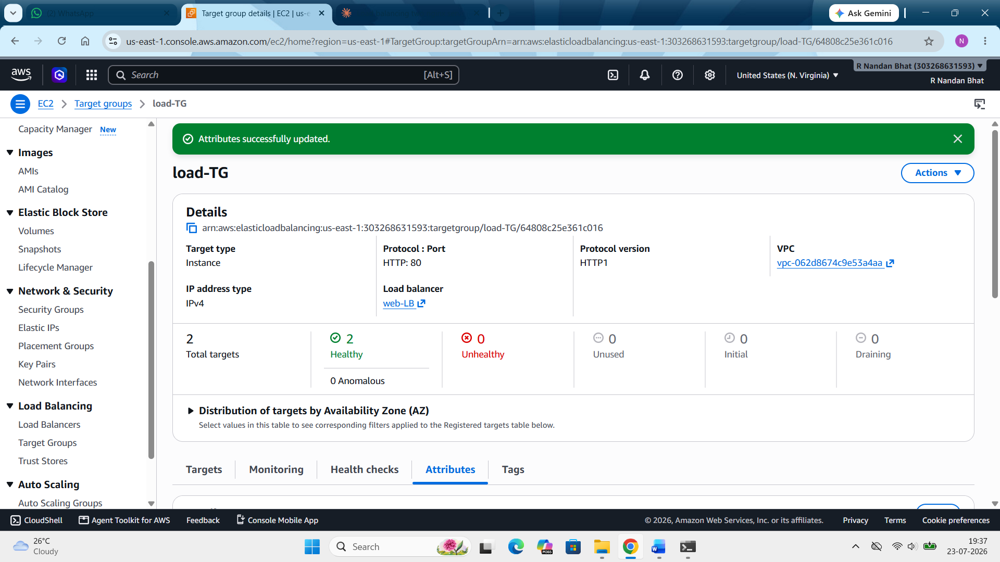 (2) WhatsApp
Target group details | EC2 | us-e
Ask Gemini
us-east-1.console.aws.amazon.com/ec2/home?region=us-east-1#TargetGroup:targetGroupArn=arn:aws:elasticloadbalancing:us-east-1:303268631593:targetgroup/load-TG/64808c25e361c016
N
aws
Search
[Alt+S]
United States (N. Virginia)
R Nandan Bhat (303268631593)
R Nandan Bhat
EC2
Target groups
load-TG
Capacity Manager New
Images
AMIs
AMI Catalog
Elastic Block Store
Volumes
Snapshots
Lifecycle Manager
Network & Security
Security Groups
Elastic IPs
Placement Groups
Key Pairs
Network Interfaces
Load Balancing
Load Balancers
Target Groups
Trust Stores
Auto Scaling
Auto Scaling Groups
Attributes successfully updated.
load-TG
Actions
Details
arn:aws:elasticloadbalancing:us-east-1:303268631593:targetgroup/load-TG/64808c25e361c016
Target type
Instance
Protocol : Port
HTTP: 80
Protocol version
HTTP1
VPC
vpc-062d8674c9e53a4aa
IP address type
IPv4
Load balancer
web-LB
2
Total targets
2
Healthy
0 Anomalous
0
Unhealthy
0
Unused
0
Initial
0
Draining
Distribution of targets by Availability Zone (AZ)
Select values in this table to see corresponding filters applied to the Registered targets table below.
Targets
Monitoring
Health checks
Attributes
Tags
CloudShell
Agent Toolkit for AWS
Feedback
Console Mobile App
© 2026, Amazon Web Services, Inc. or its affiliates.
Privacy
Terms
Cookie preferences
26°C
Cloudy
Search
M365
19:37
23-07-2026